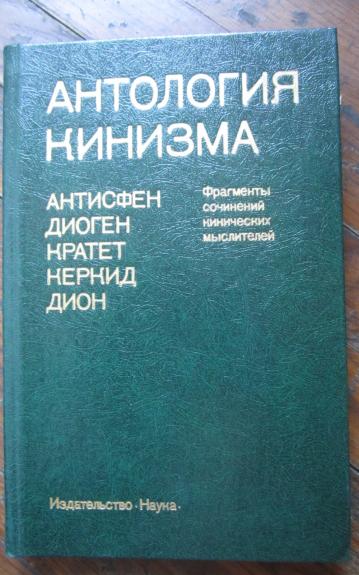 АНТОЛОГИЯ
КИНИЗМА
АНТИСФЕН
ДИОГЕН
КРАТЕТ
КЕРКИД
ДИОН
Фрагменты
сочинений
кинических
мыслителей
Издательство · Наука ·